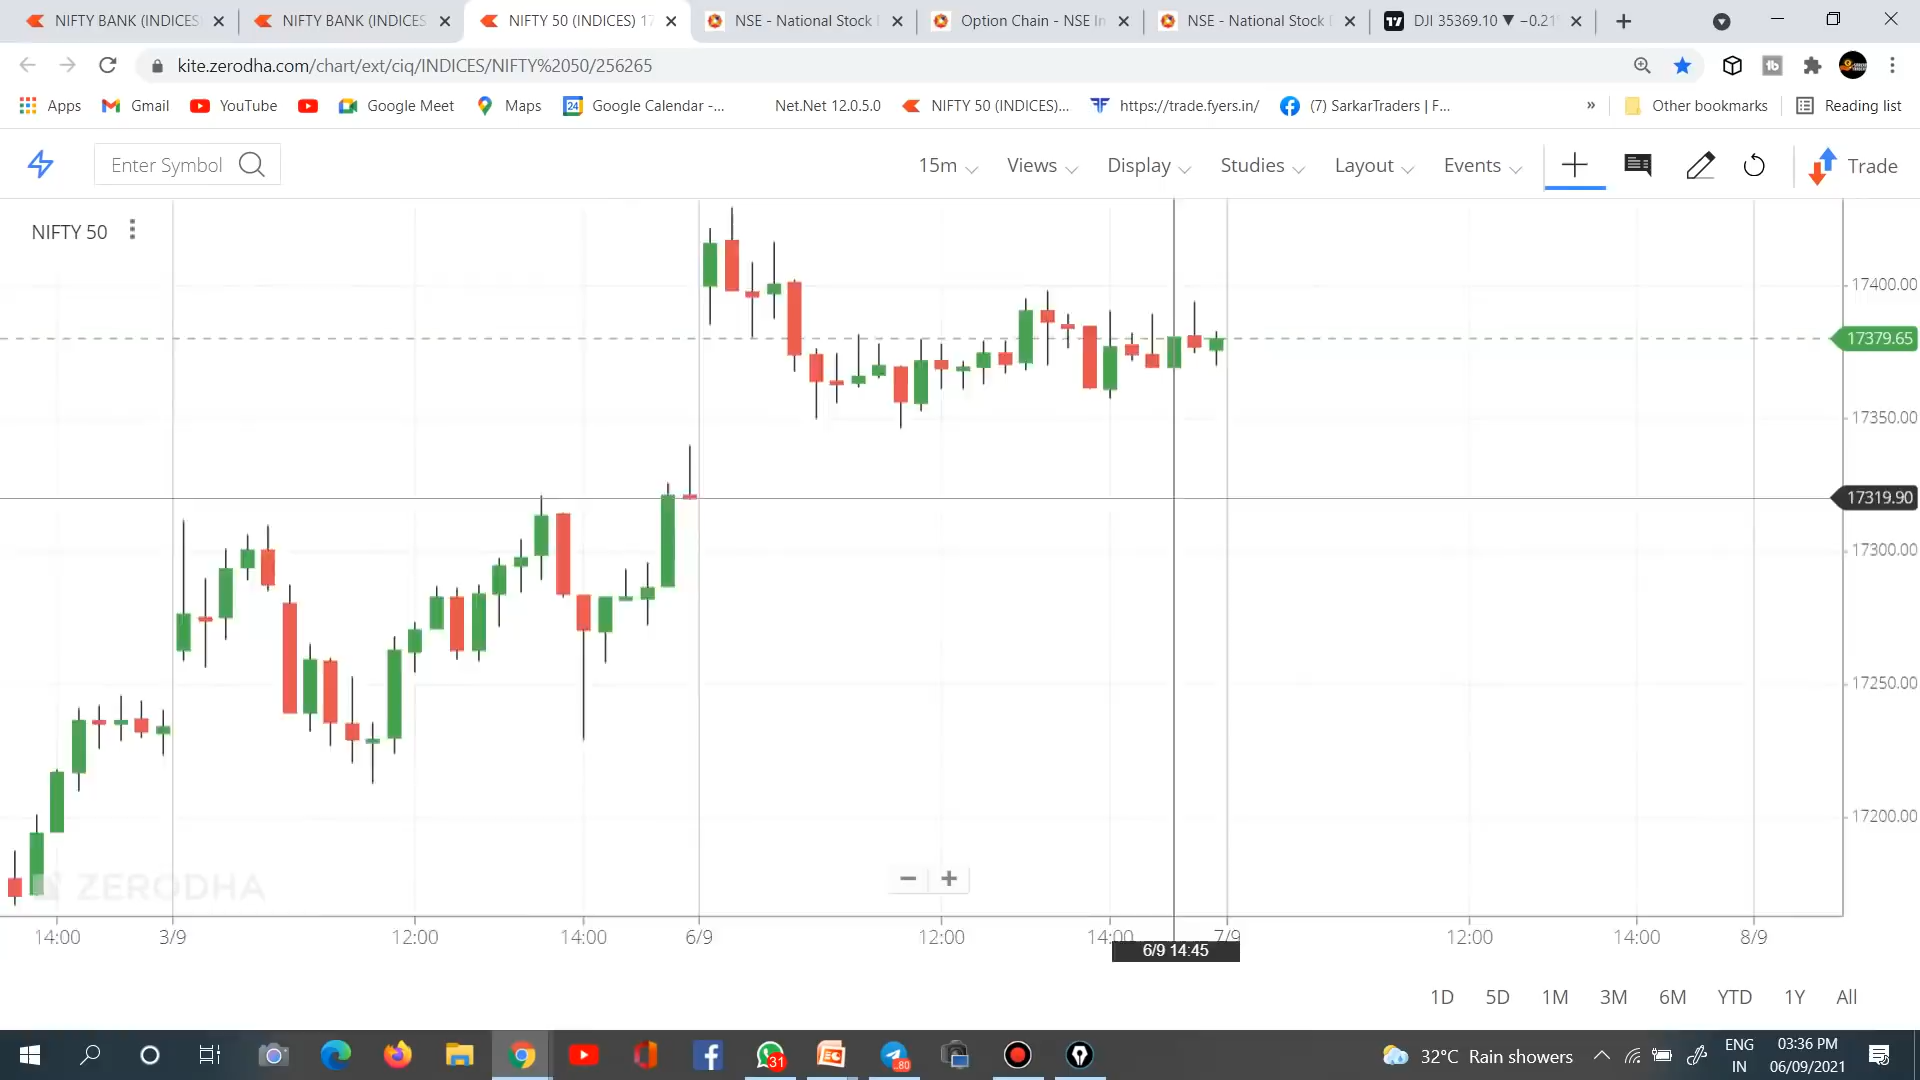 NIFTY BANK (INDICES)
NIFTY BANK (INDICES
NIFTY 50 (INDICES) 17
NSE - National Stock
Option Chain - NSE In
NSE - National Stock
DJI 35369.10 ▼ −0.21
kite.zerodha.com/chart/ext/ciq/INDICES/NIFTY%2050/256265
Apps
Gmail
YouTube
Google Meet
Maps
24
Google Calendar -...
Net.Net 12.0.5.0
NIFTY 50 (INDICES)...
https://trade.fyers.in/
(7) SarkarTraders | F...
»
Other bookmarks
Reading list
Enter Symbol
15m
Views
Display
Studies
Layout
Events
Trade
NIFTY 50
17400.00
17379.65
17350.00
17319.90
17300.00
17250.00
17200.00
ZERODHA
14:00
3/9
12:00
14:00
6/9
12:00
14:00
7/9
12:00
14:00
8/9
6/9 14:45
1D
5D
1M
3M
6M
YTD
1Y
All
31
80
32°C Rain showers
ENG
IN
03:36 PM
06/09/2021